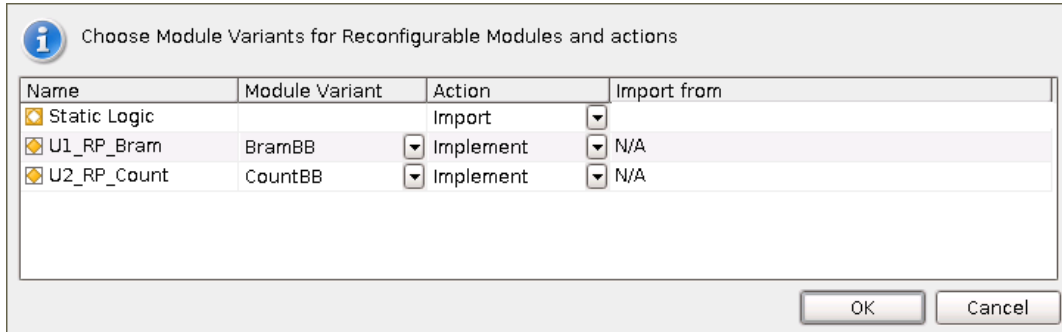 Choose Module Variants for Reconfigurable Modules and actions
Name Module Variant Action Import from
Static Logic Import
U1_RP_Bram BramBB Implement N/A
U2_RP_Count CountBB Implement N/A
OK Cancel